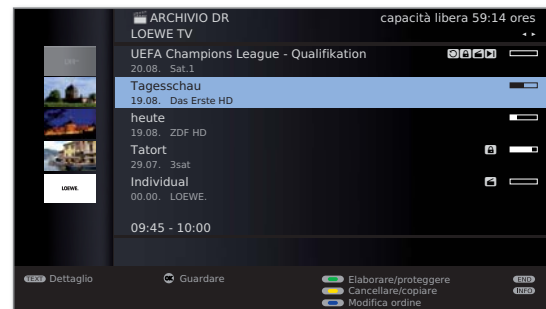 ARCHIVIO DR capacità libera 59:14 ores
LOEWE TV
UEFA Champions League - Qualifikation
20.08. Sat.1
Tagesschau
19.08. Das Erste HD
heute
19.08. ZDF HD
Tatort
29.07. 3sat
LOEWE.
Individual
00.00. LOEWE.
09:45 - 10:00
TEXT Dettaglio Guardare Elaborare/proteggere END
Cancellare/copiare INFO
Modifica ordine